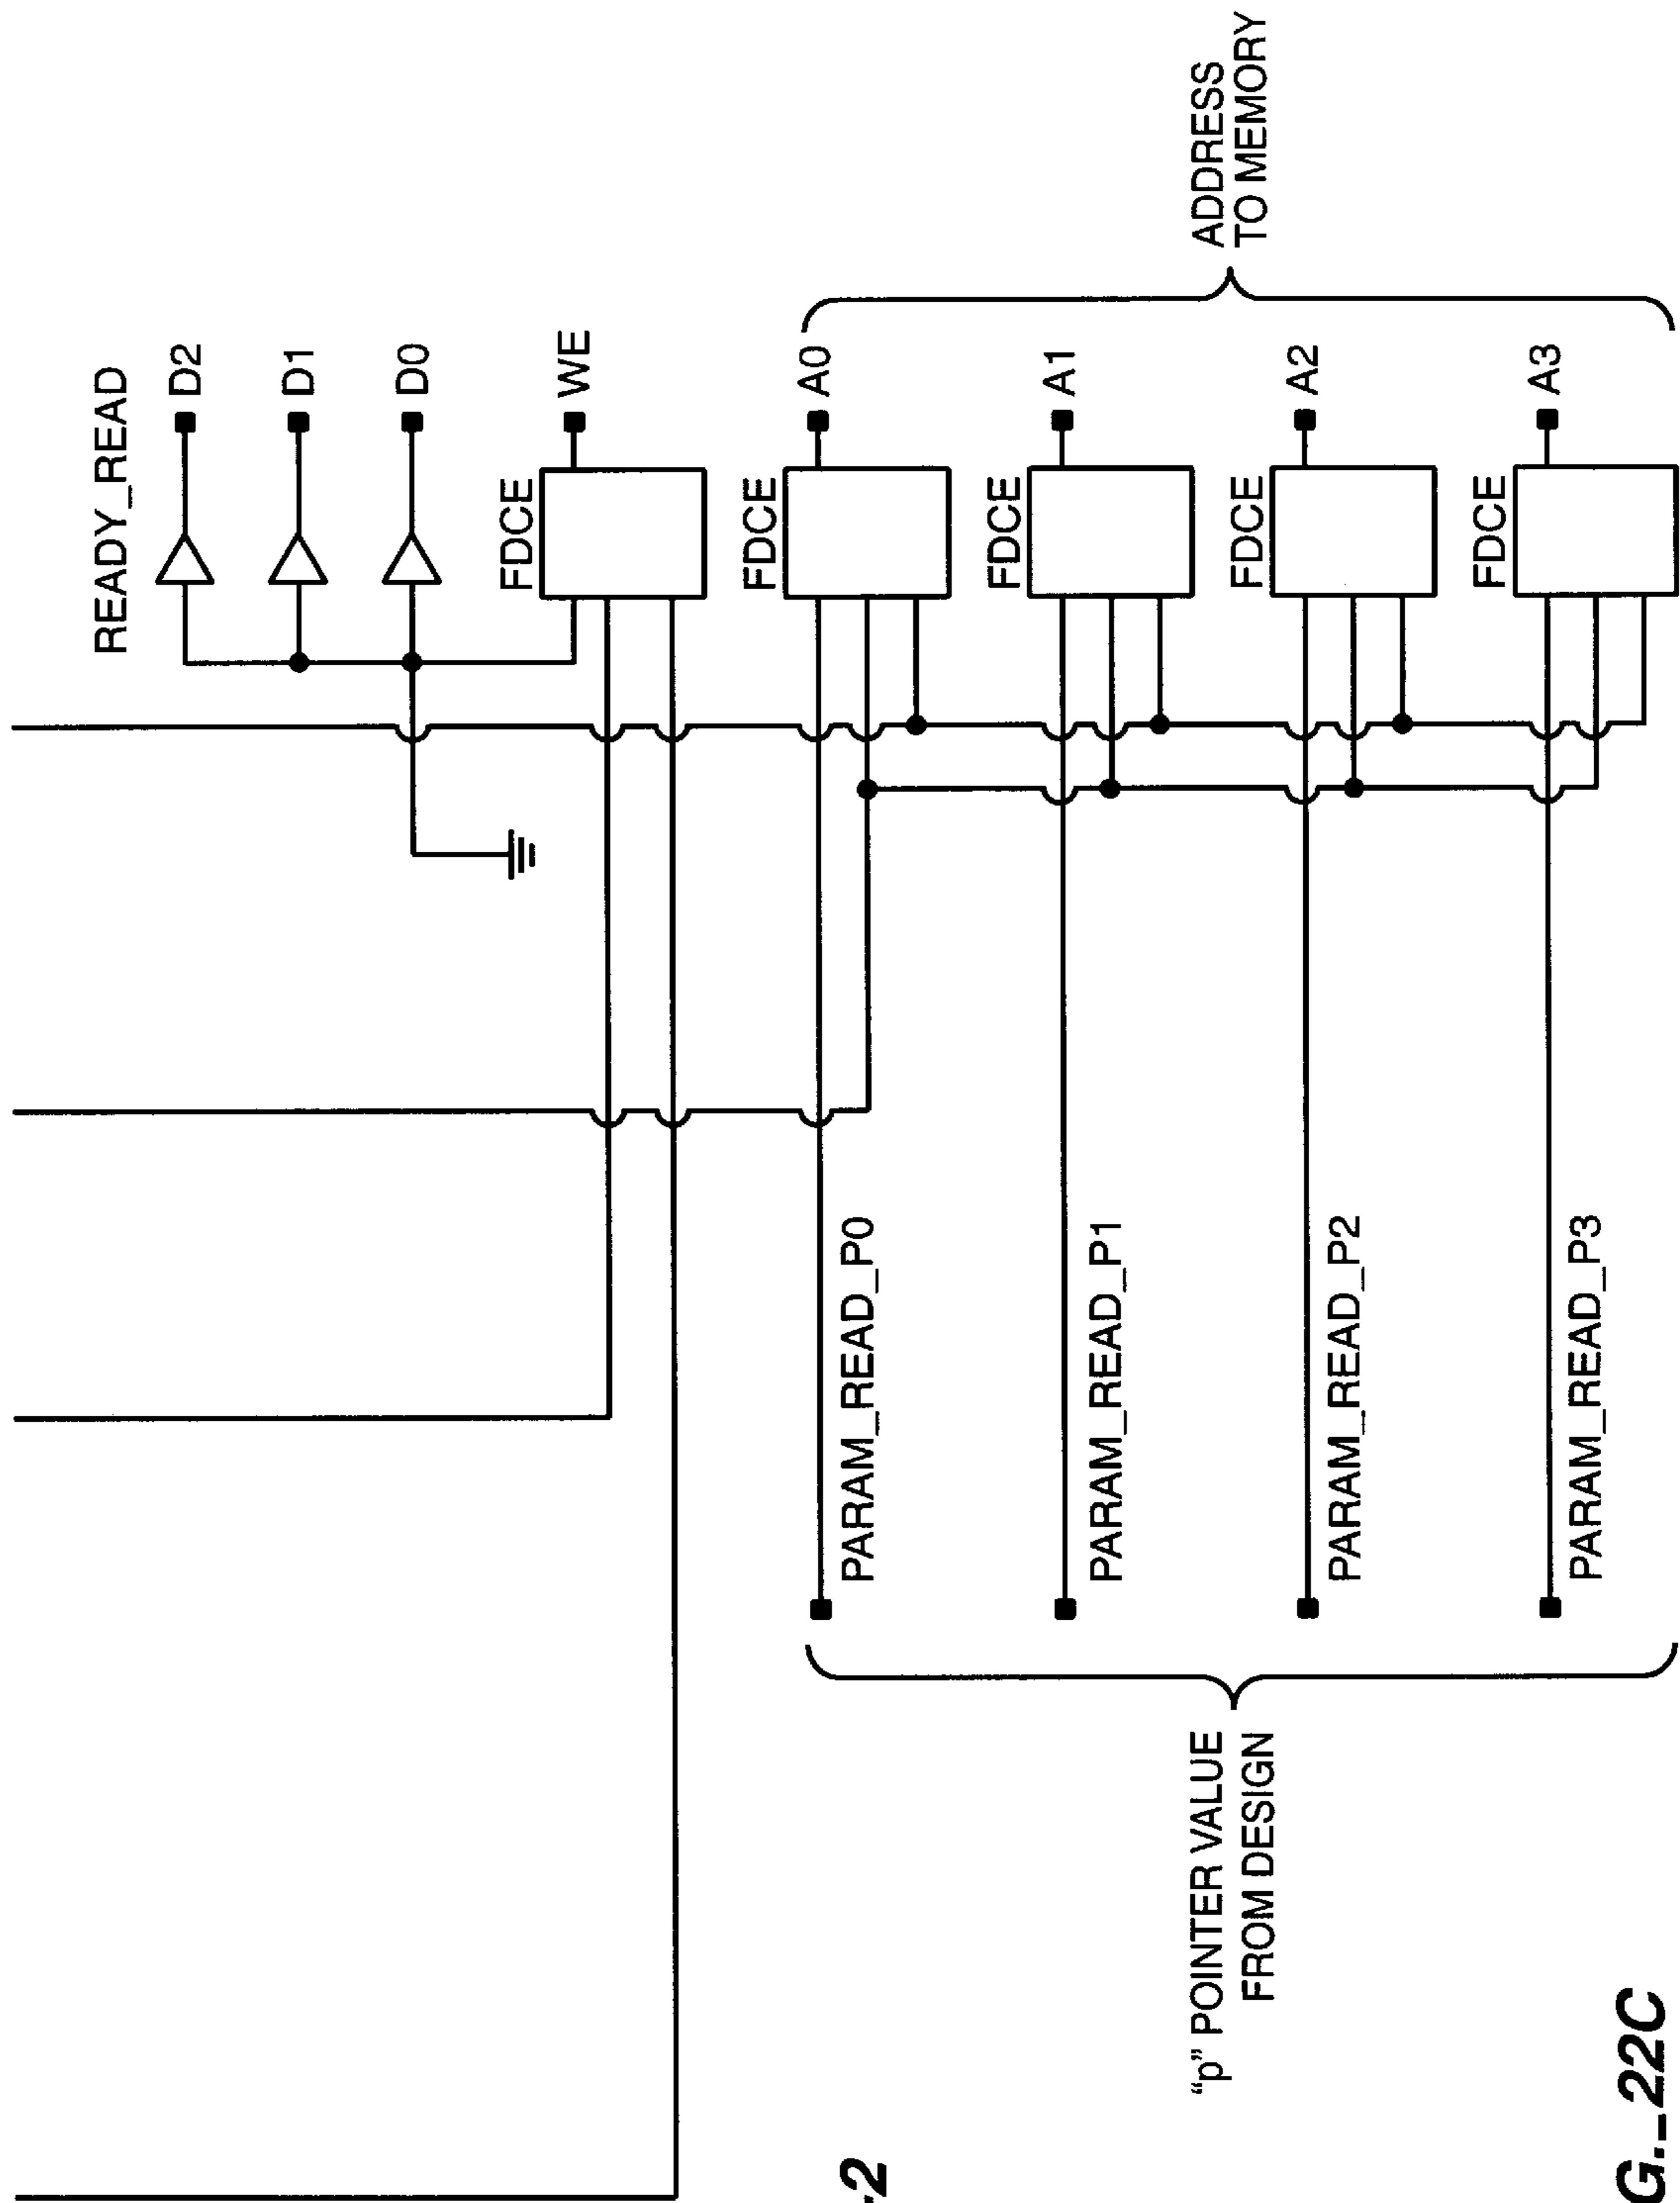 READY_READ
D2
D1
D0
FDCE
WE
FDCE
A0
PARAM_READ_P0
FDCE
A1
PARAM_READ_P1
"p" POINTER VALUE
FROM DESIGN
ADDRESS
TO MEMORY
FDCE
A2
PARAM_READ_P2
FDCE
A3
PARAM_READ_P3
-2
G._22C